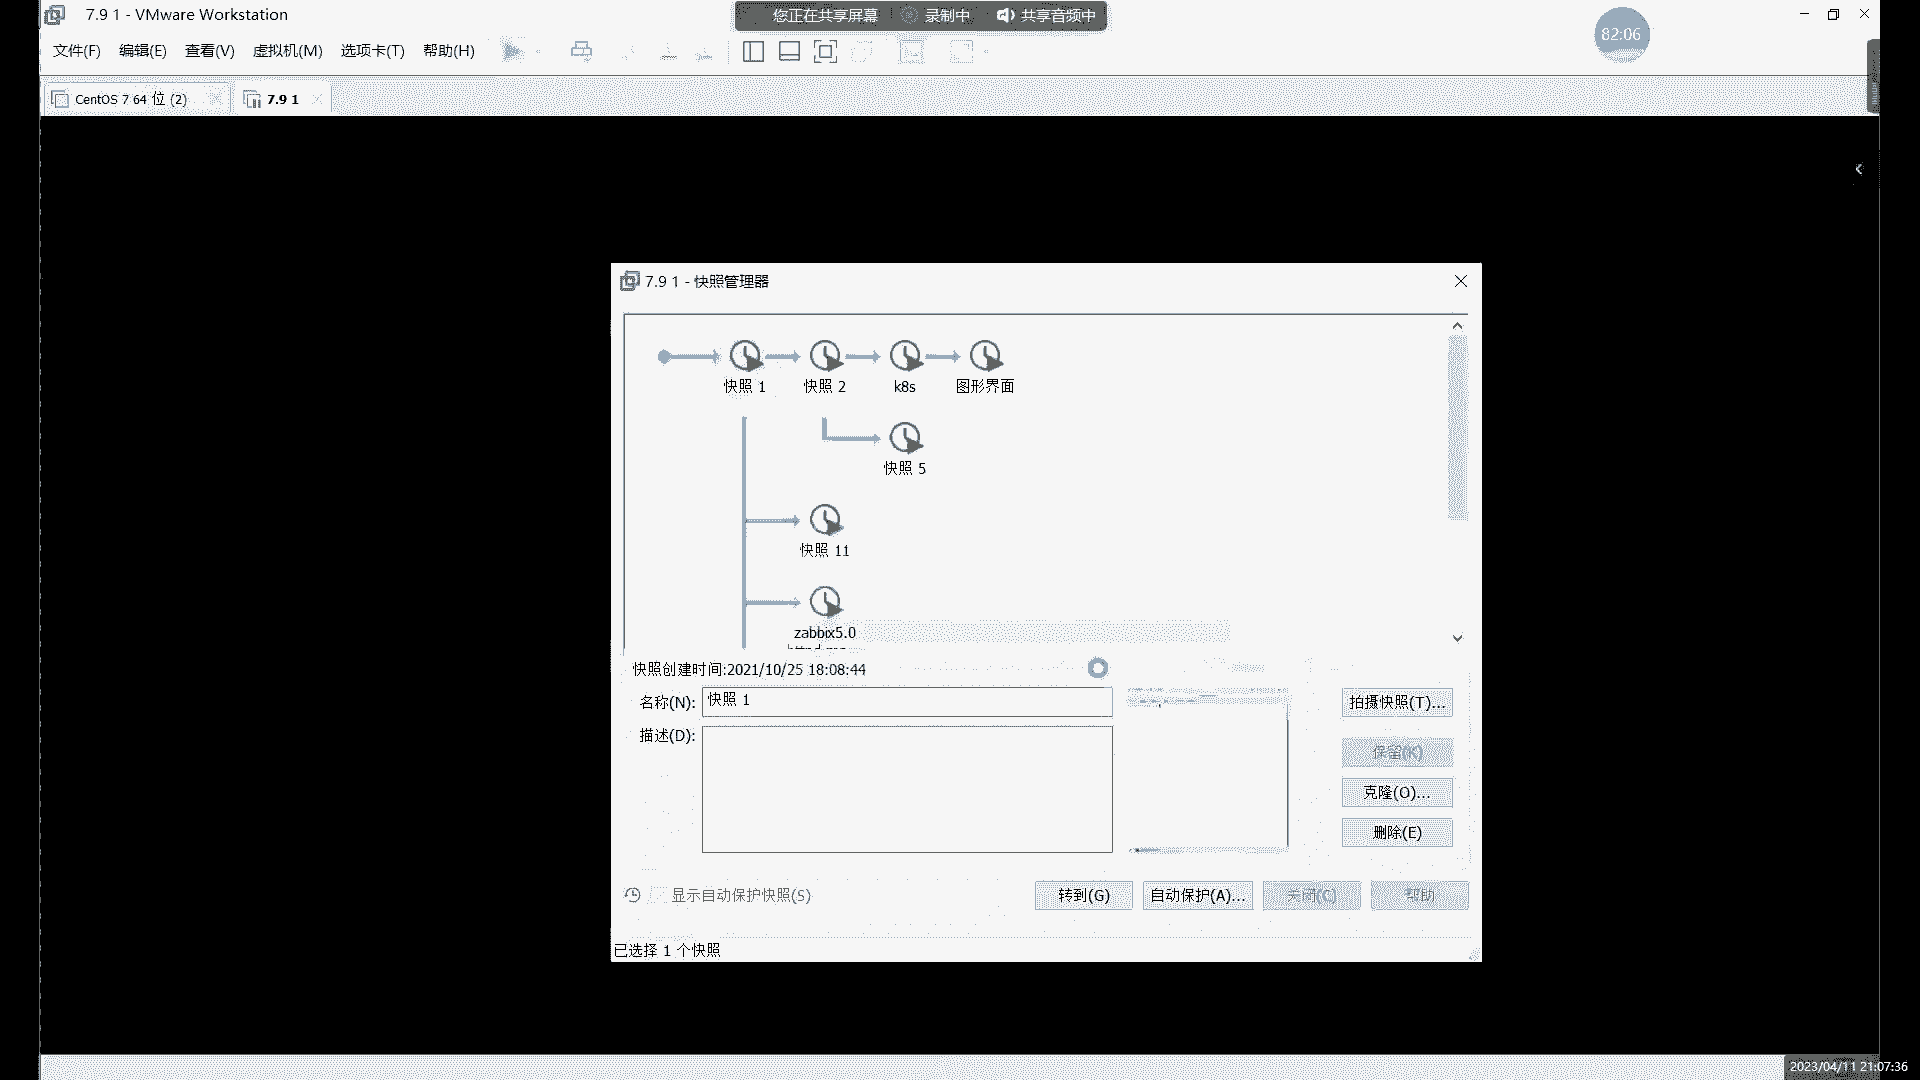 7.9 1 - VMware Workstation
您正在共享屏幕 录制中 共享音频中
82:06
文件(F) 编辑(E) 查看(V) 虚拟机(M) 选项卡(T) 帮助(H)
CentOS 7 64 位 (2) 7.9 1
7.9 1 - 快照管理器
快照 1 快照 2 k8s 图形界面
快照 5
快照 11
zabbix5.0
快照创建时间:2021/10/25 18:08:44
名称(N): 快照 1
拍摄快照(T)...
描述(D):
保留(K)
克隆(O)...
删除(E)
显示自动保护快照(S) 转到(G) 自动保护(A)... 关闭(C) 帮助
已选择 1 个快照
2023/04/11 21:07:36